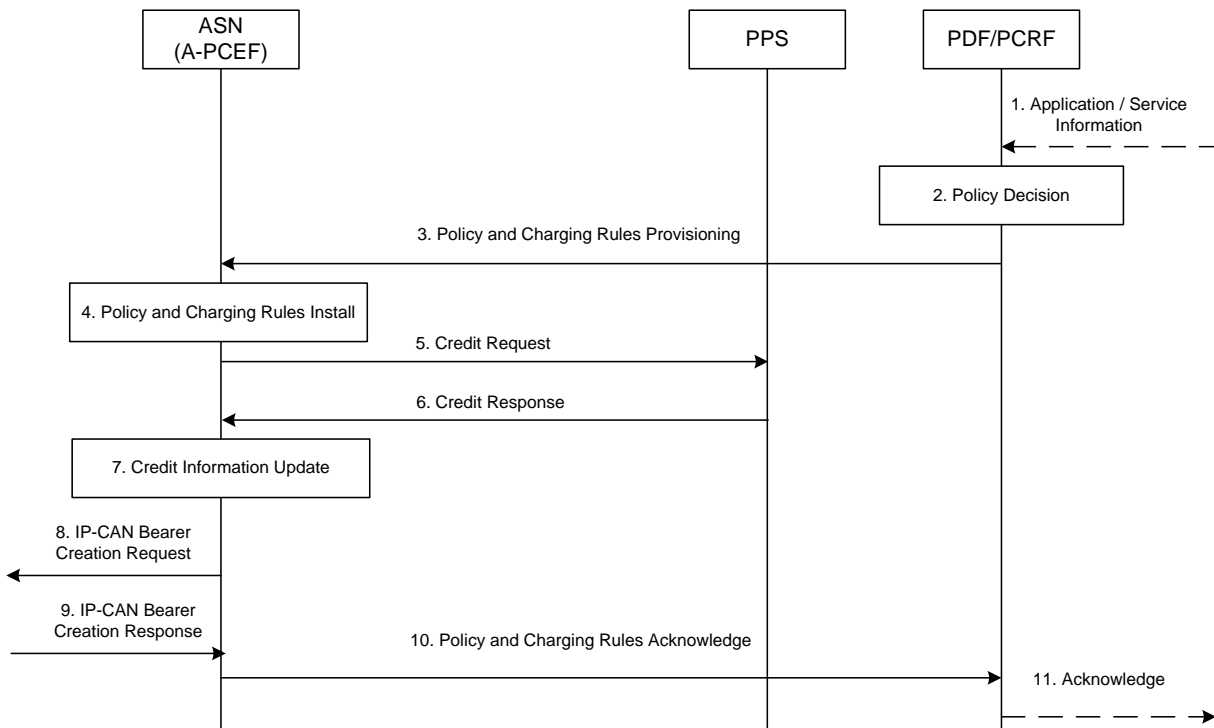 ASN
(A-PCEF)
PPS
PDF/PCRF
1. Application / Service
Information
2. Policy Decision
3. Policy and Charging Rules Provisioning
4. Policy and Charging Rules Install
5. Credit Request
6. Credit Response
7. Credit Information Update
8. IP-CAN Bearer
Creation Request
9. IP-CAN Bearer
Creation Response
10. Policy and Charging Rules Acknowledge
11. Acknowledge